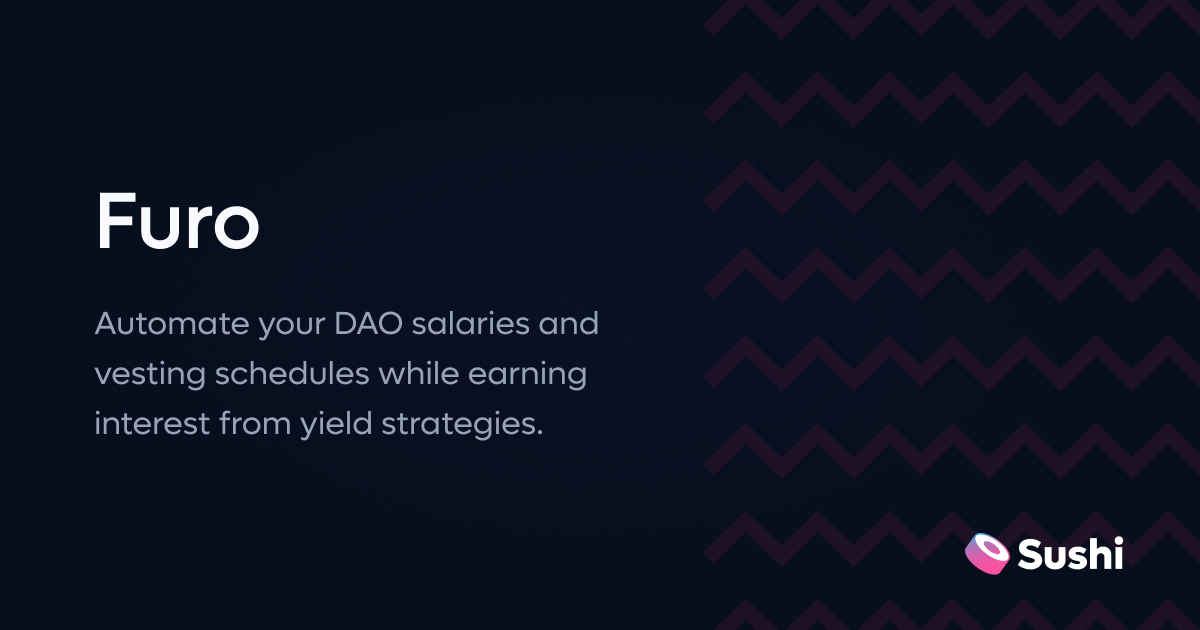 Furo
Automate your DAO salaries and
vesting schedules while earning
interest from yield strategies.
Sushi